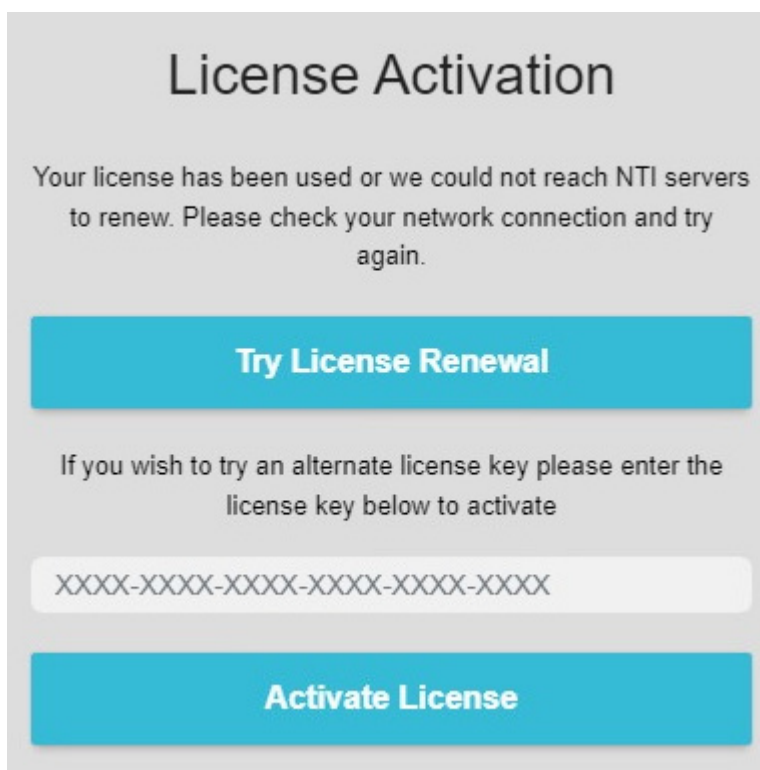 License Activation
Your license has been used or we could not reach NTI servers
to renew. Please check your network connection and try
again.
Try License Renewal
If you wish to try an alternate license key please enter the
license key below to activate
XXXX-XXXX-XXXX-XXXX-XXXX-XXXX
Activate License